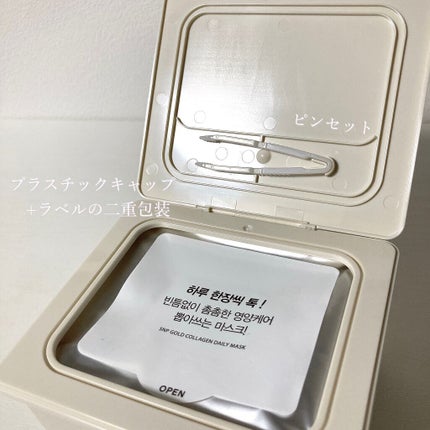 ピンセット
プラスチックキャップ
+ラベルの二重包装
하루 한장씩 톡!
빈틈없이 촘촘한 영양케어
뽑아쓰는 마스크!
SNP GOLD COLLAGEN DAILY MASK
OPEN